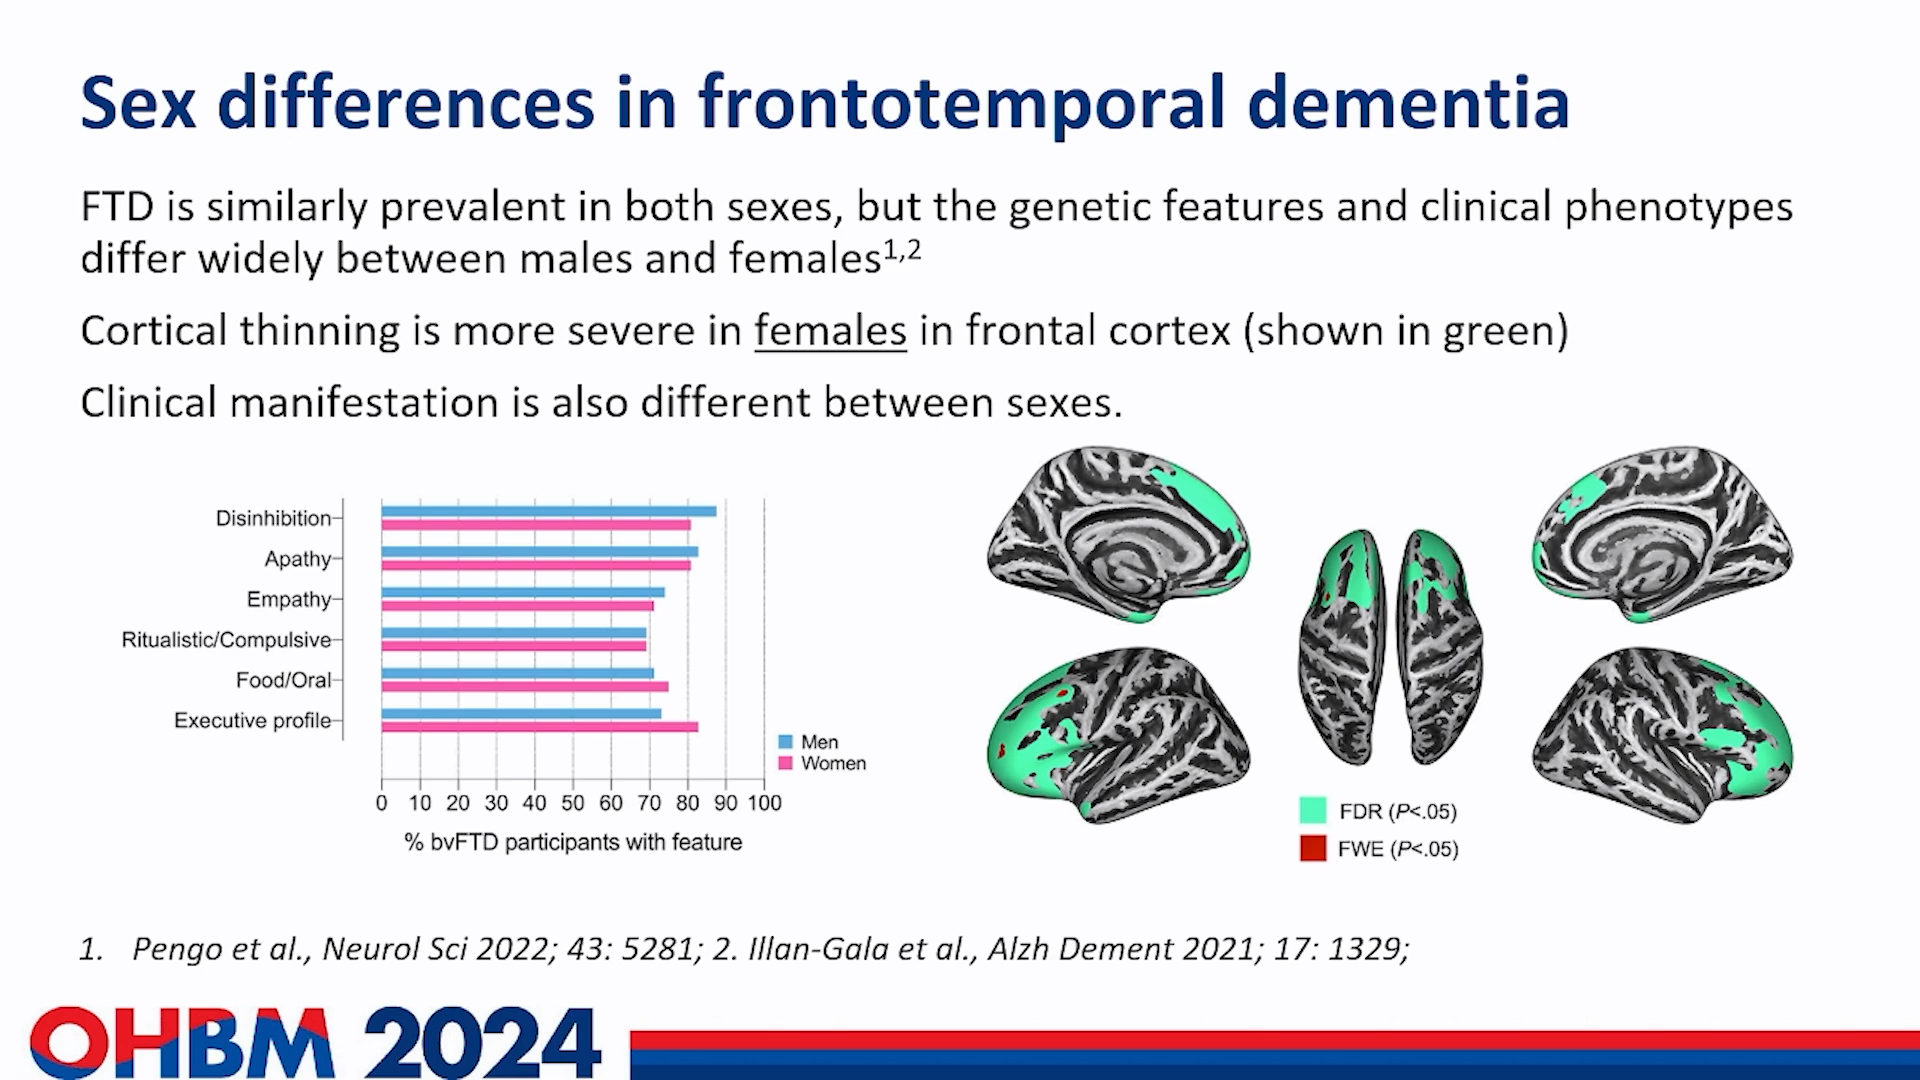 Sex differences in frontotemporal dementia
FTD is similarly prevalent in both sexes, but the genetic features and clinical phenotypes
differ widely between males and females1,2
Cortical thinning is more severe in females in frontal cortex (shown in green)
Clinical manifestation is also different between sexes.
Disinhibition
Apathy
Empathy
Ritualistic/Compulsive
Food/Oral
Executive profile
Men
Women
0 10 20 30 40 50 60 70 80 90 100
% bvFTD participants with feature
FDR (P<.05)
FWE (P<.05)
1. Pengo et al., Neurol Sci 2022; 43: 5281; 2. Illan-Gala et al., Alzh Dement 2021; 17: 1329;
OHBM 2024